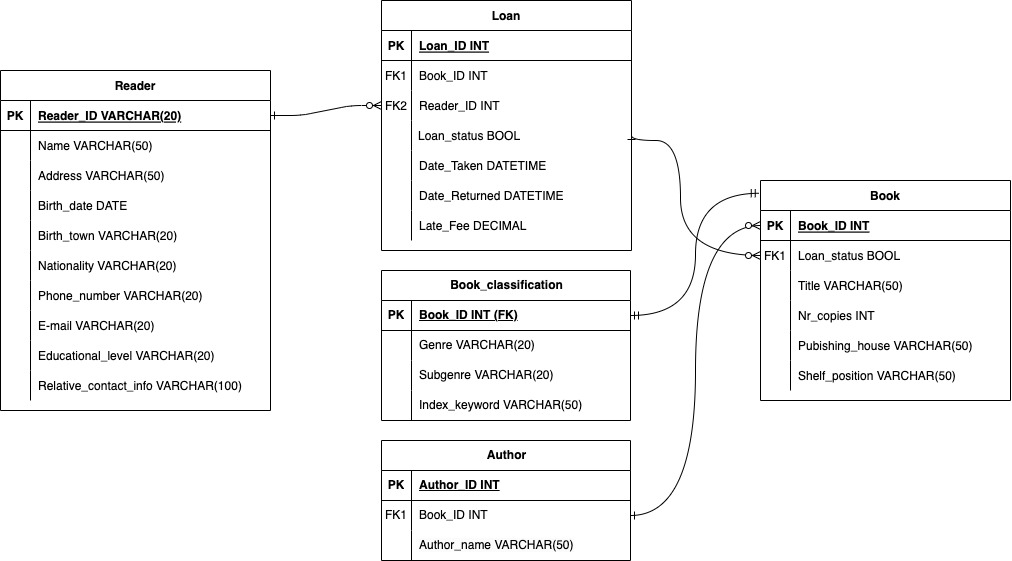 Loan
PK Loan_ID INT
FK1 Book_ID INT
FK2 Reader_ID INT
Loan_status BOOL
Date_Taken DATETIME
Date_Returned DATETIME
Late_Fee DECIMAL
Reader
PK Reader_ID VARCHAR(20)
Name VARCHAR(50)
Address VARCHAR(50)
Birth_date DATE
Birth_town VARCHAR(20)
Nationality VARCHAR(20)
Phone_number VARCHAR(20)
E-mail VARCHAR(20)
Educational_level VARCHAR(20)
Relative_contact_info VARCHAR(100)
Book
PK Book_ID INT
FK1 Loan_status BOOL
Title VARCHAR(50)
Nr_copies INT
Pubishing_house VARCHAR(50)
Shelf_position VARCHAR(50)
Book_classification
PK Book_ID INT (FK)
Genre VARCHAR(20)
Subgenre VARCHAR(20)
Index_keyword VARCHAR(50)
Author
PK Author_ID INT
FK1 Book_ID INT
Author_name VARCHAR(50)